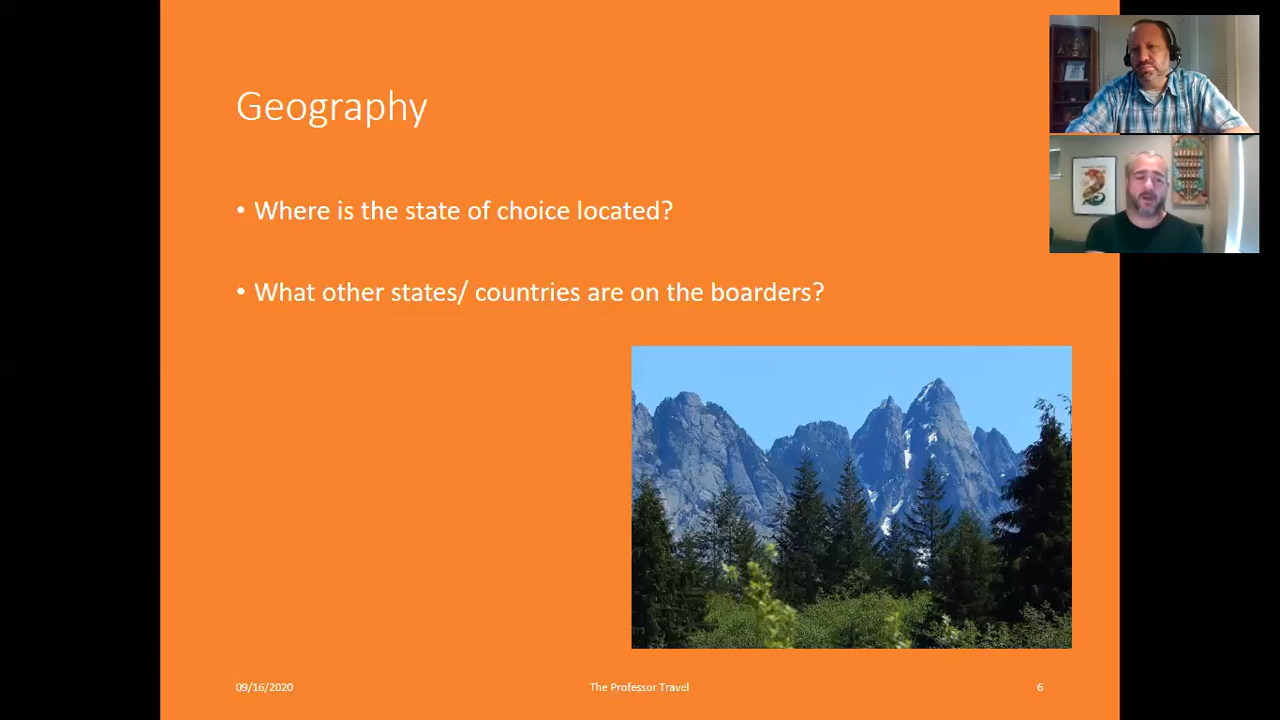 Geography
• Where is the state of choice located?
• What other states/ countries are on the boarders?
09/16/2020
The Professor Travel
6